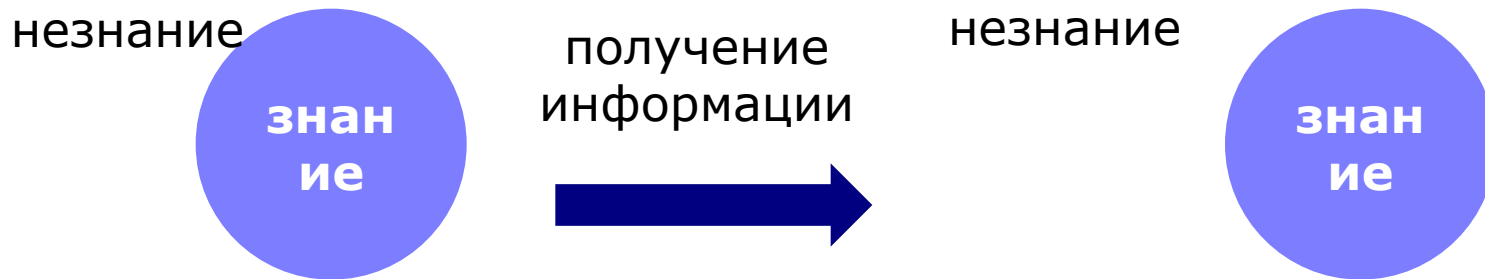 незнание
знан
ие
получение
информации
незнание
знан
ие